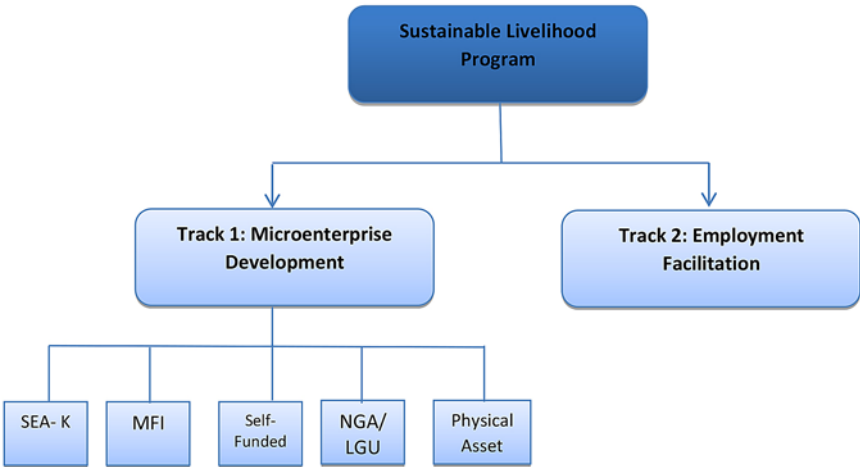 Sustainable Livelihood
Program
Track 1: Microenterprise
Development
Track 2: Employment
Facilitation
SEA- K
MFI
Self-
Funded
NGA/
LGU
Physical
Asset